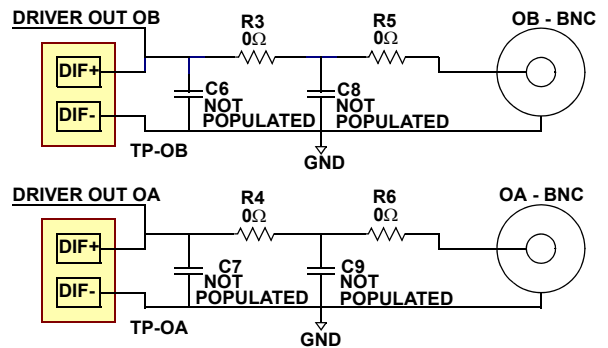 DRIVER OUT OB
R3
0Ω
R5
0Ω
OB - BNC
DIF+
DIF-
C6
NOT
POPULATED
C8
NOT
POPULATED
TP-OB
GND
DRIVER OUT OA
R4
0Ω
R6
0Ω
OA - BNC
DIF+
DIF-
C7
NOT
POPULATED
C9
NOT
POPULATED
TP-OA
GND